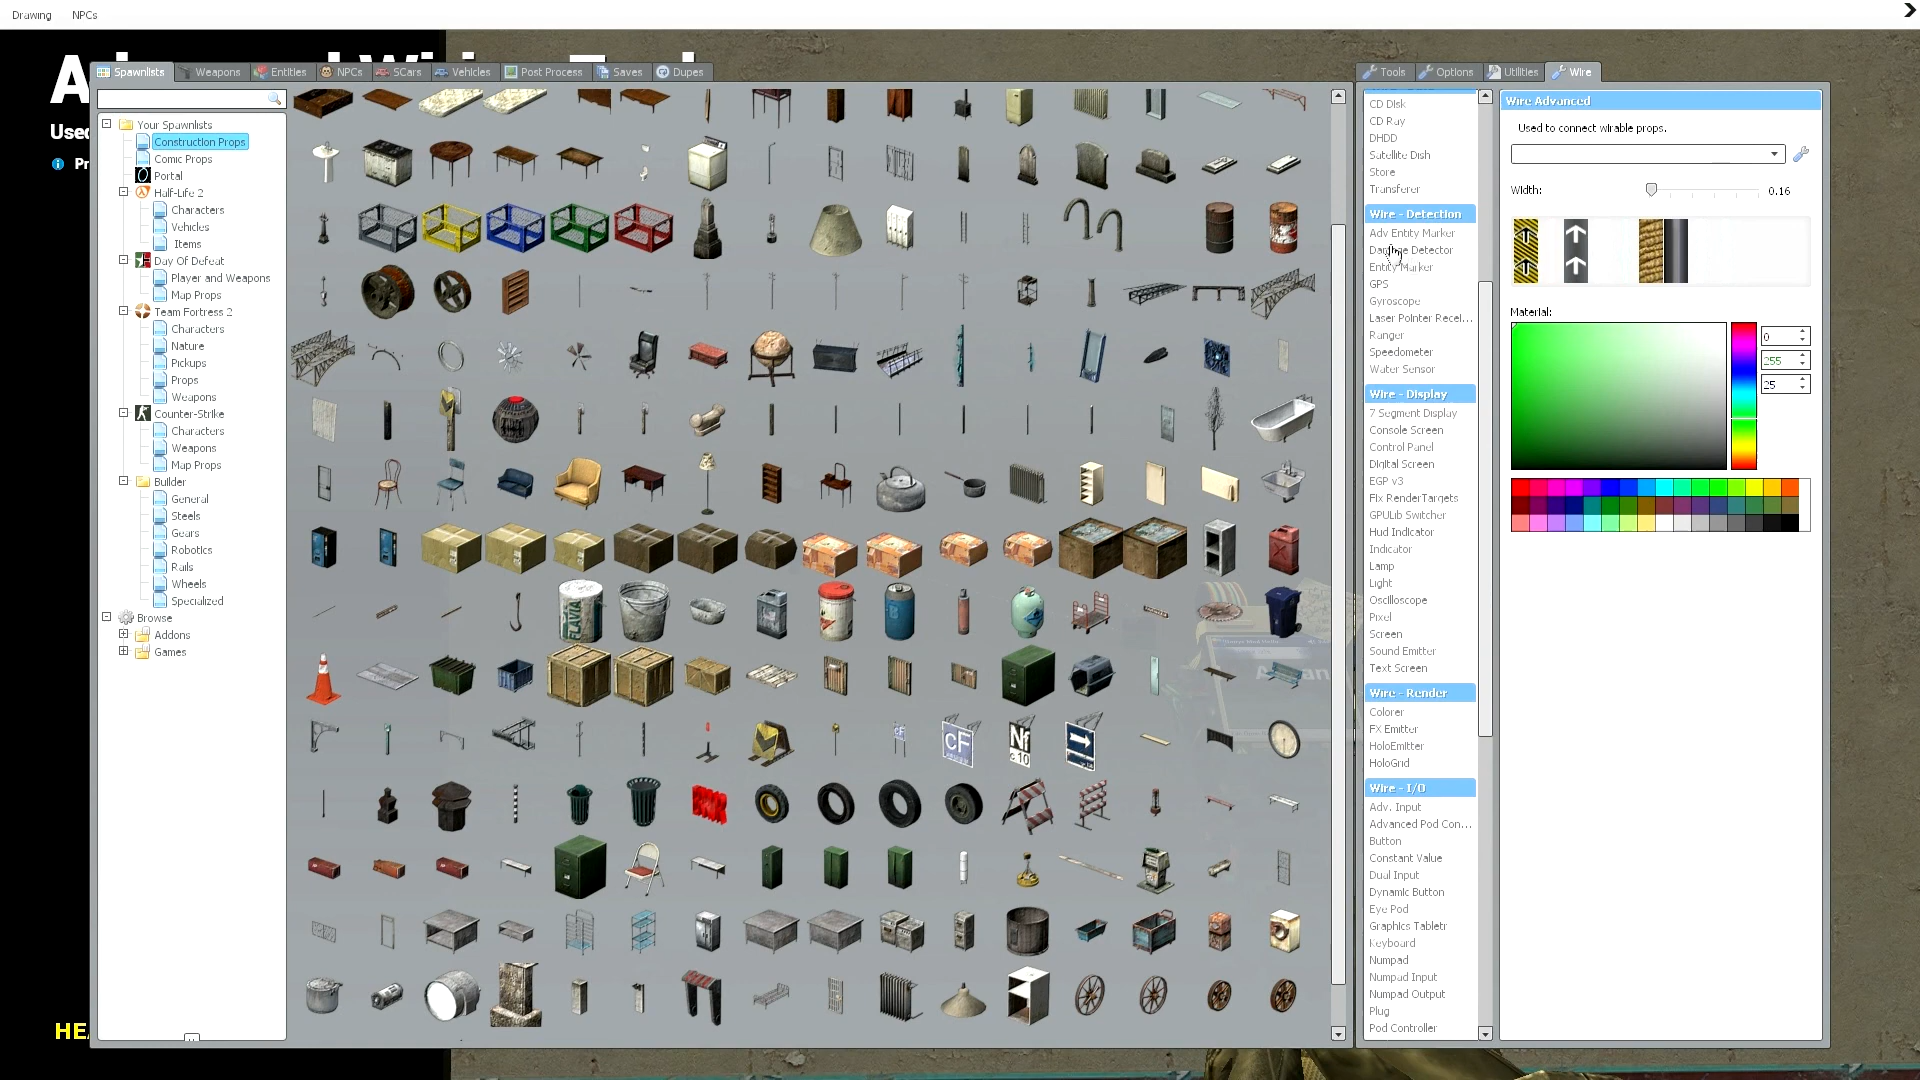 Drawing NPCs
Spawnlists Weapons Entities NPCs SCars Vehicles Post Process Saves Dupes
Tools Options Utilities Wire
Your Spawnlists
Construction Props
Comic Props
Portal
Half-Life 2
Characters
Vehicles
Items
Day Of Defeat
Player and Weapons
Map Props
Team Fortress 2
Characters
Nature
Pickups
Props
Weapons
Counter-Strike
Characters
Weapons
Map Props
Builder
General
Steels
Gears
Robotics
Rails
Wheels
Specialized
Browse
Addons
Games
CD Disk
CD Ray
DHDD
Satellite Dish
Store
Transferer
Wire - Detection
Adv Entity Marker
Damage Detector
Entity Marker
GPS
Gyroscope
Laser Pointer Recei...
Ranger
Speedometer
Water Sensor
Wire - Display
7 Segment Display
Console Screen
Control Panel
Digital Screen
EGP v3
Fix RenderTargets
GPULib Switcher
Hud Indicator
Indicator
Lamp
Light
Oscilloscope
Pixel
Screen
Sound Emitter
Text Screen
Wire - Render
Colorer
FX Emitter
HoloEmitter
HoloGrid
Wire - I/O
Adv. Input
Advanced Pod Con...
Button
Constant Value
Dual Input
Dynamic Button
Eye Pod
Graphics Tabletr
Keyboard
Numpad
Numpad Input
Numpad Output
Plug
Pod Controller
Wire Advanced
Used to connect wirable props.
Width: 0.16
Material:
0
255
25
Used
Pr
HEA
FLAVA
cF
cF
Nf
c 10